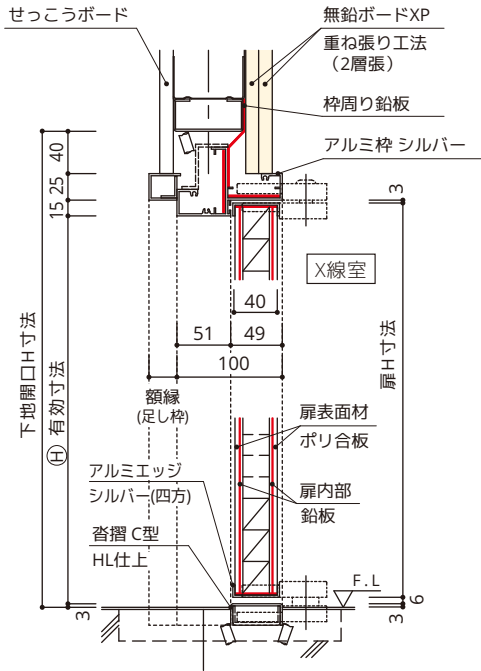 せっこうボード
無鉛ボードXP
重ね張り工法
（2層張）
枠周り鉛板
アルミ枠 シルバー
40
25
15
3
X線室
40
51
49
100
下地開口H寸法
Ⓗ 有効寸法
扉H寸法
額縁
(足し枠)
扉表面材
ポリ合板
アルミエッジ
シルバー(四方)
扉内部
鉛板
沓摺 C型
HL仕上
F.L
6
3
3